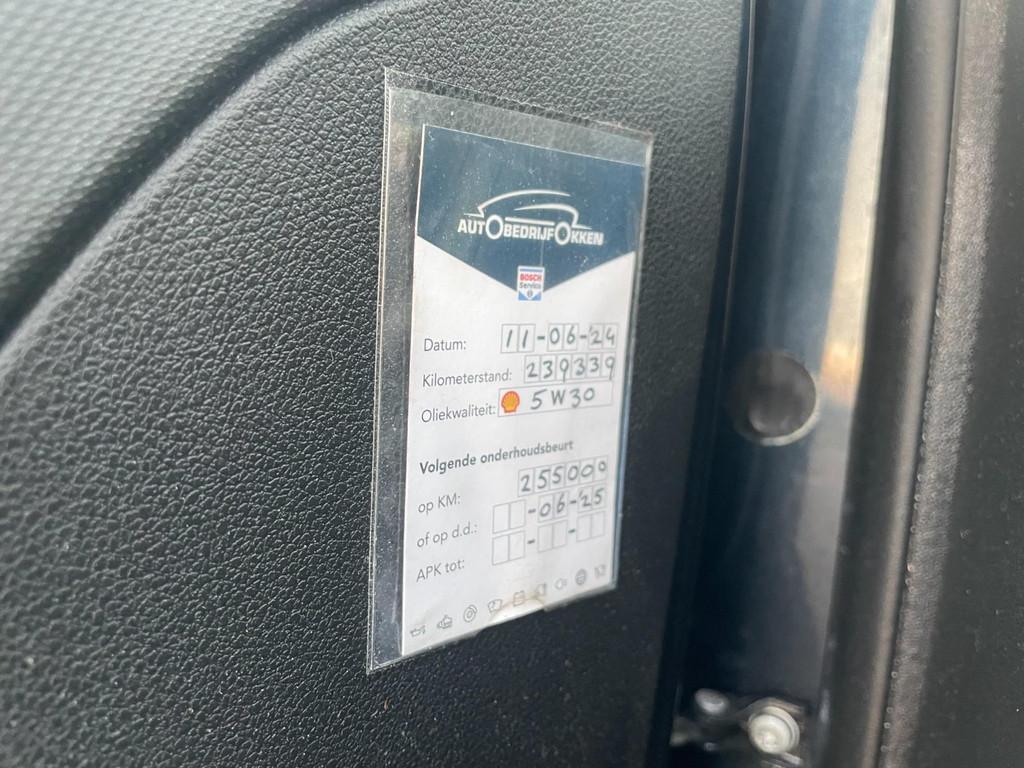 AUTOBEDRIJFOKKEN
BOSCH
Service
Datum: 11-06-24
Kilometerstand: 239339
Oliekwaliteit: 5W30
Volgende onderhoudsbeurt
op KM: 255000
of op d.d.: -06-25
APK tot: - -